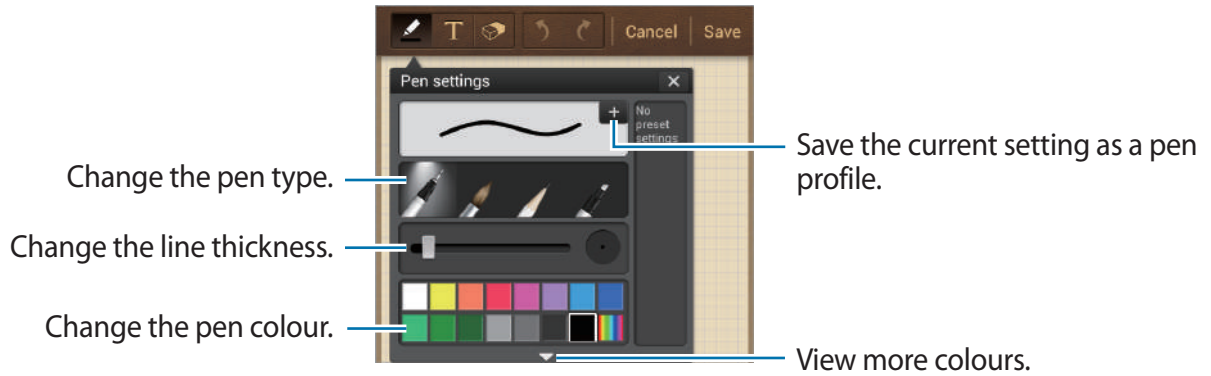 T Cancel Save
Pen settings
No
preset
settings
Save the current setting as a pen
profile.
Change the pen type.
Change the line thickness.
Change the pen colour.
View more colours.